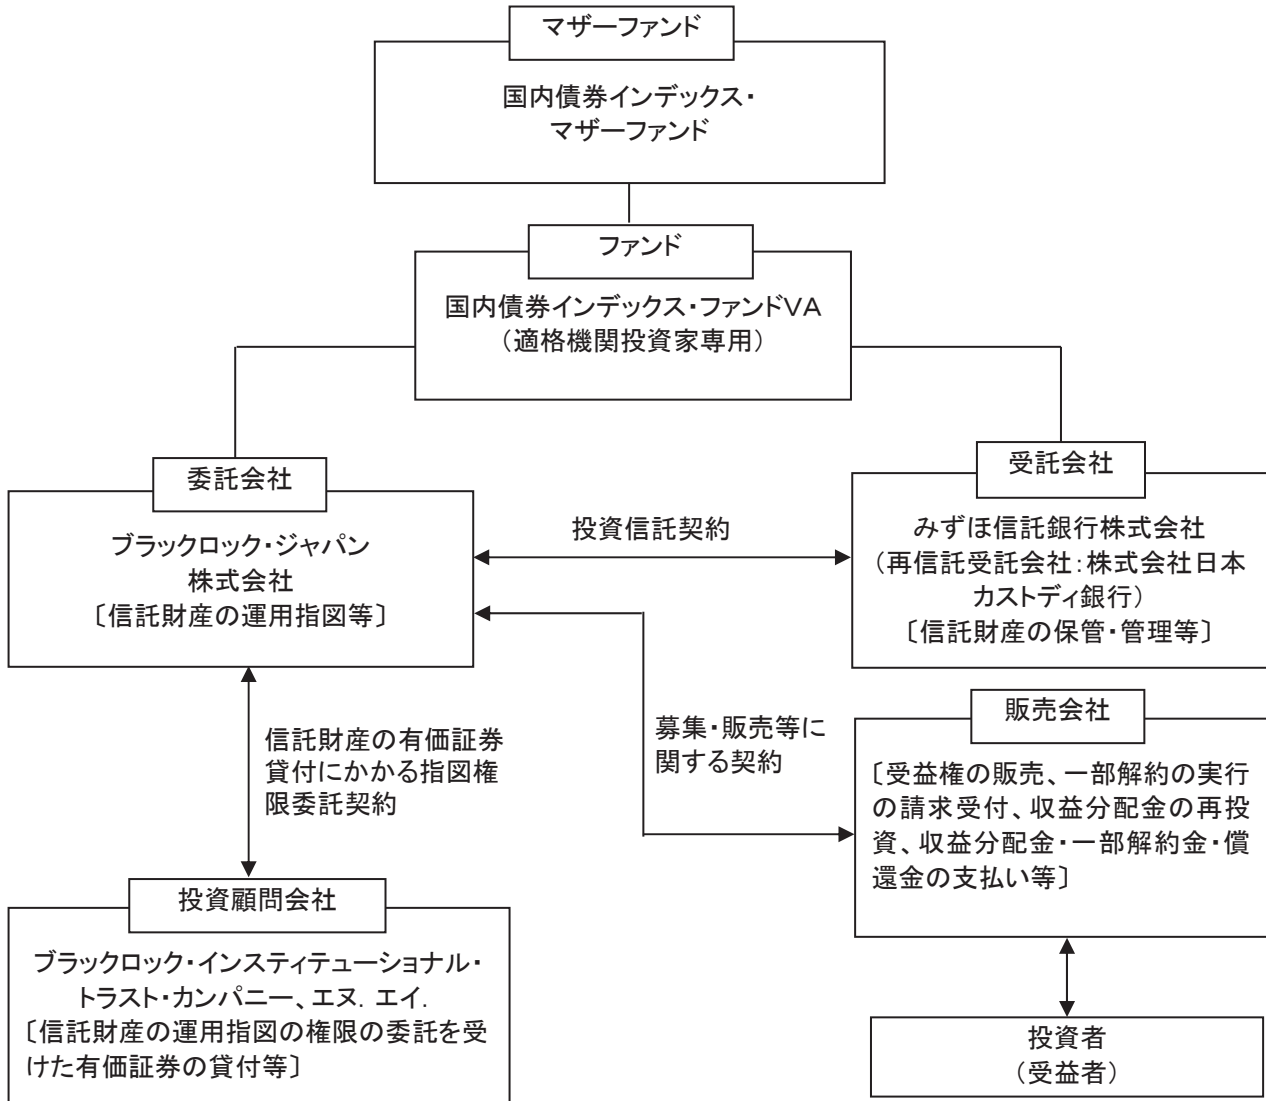 マザーファンド
国内債券インデックス・
マザーファンド
ファンド
国内債券インデックス・ファンドVA
（適格機関投資家専用）
委託会社
ブラックロック・ジャパン
株式会社
〔信託財産の運用指図等〕
投資信託契約
受託会社
みずほ信託銀行株式会社
（再信託受託会社：株式会社日本
カストディ銀行）
〔信託財産の保管・管理等〕
信託財産の有価証券
貸付にかかる指図権
限委託契約
募集・販売等に
関する契約
販売会社
〔受益権の販売、一部解約の実行
の請求受付、収益分配金の再投
資、収益分配金・一部解約金・償
還金の支払い等〕
投資顧問会社
ブラックロック・インスティテューショナル・
トラスト・カンパニー、エヌ．エイ．
〔信託財産の運用指図の権限の委託を受
けた有価証券の貸付等〕
投資者
（受益者）